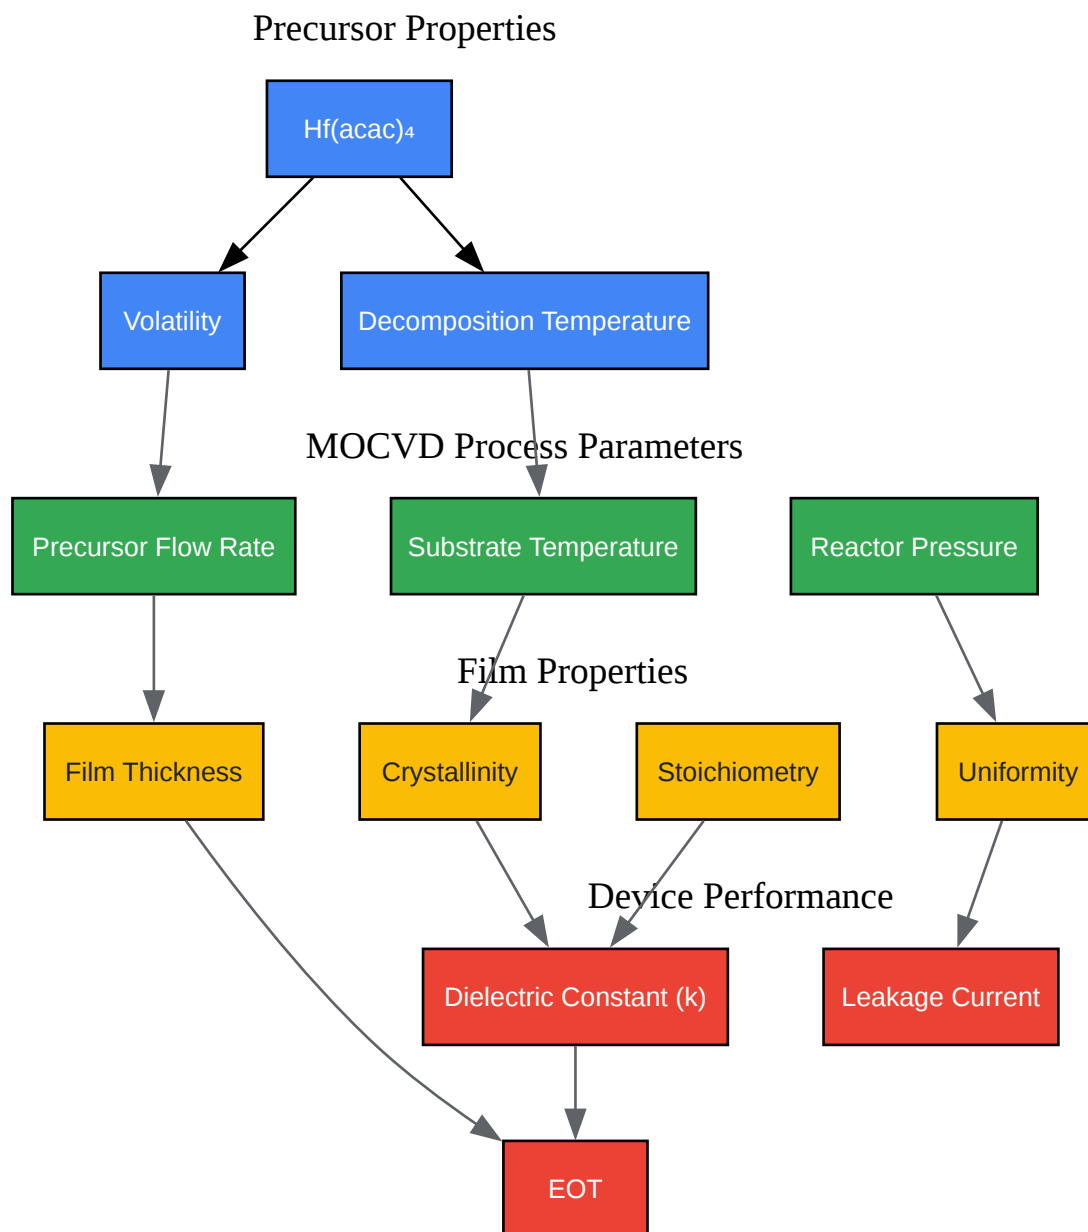 Precursor Properties
Hf(acac)₄
Volatility
Decomposition Temperature
MOCVD Process Parameters
Precursor Flow Rate
Substrate Temperature
Reactor Pressure
Film Properties
Film Thickness
Crystallinity
Stoichiometry
Uniformity
Device Performance
Dielectric Constant (k)
Leakage Current
EOT